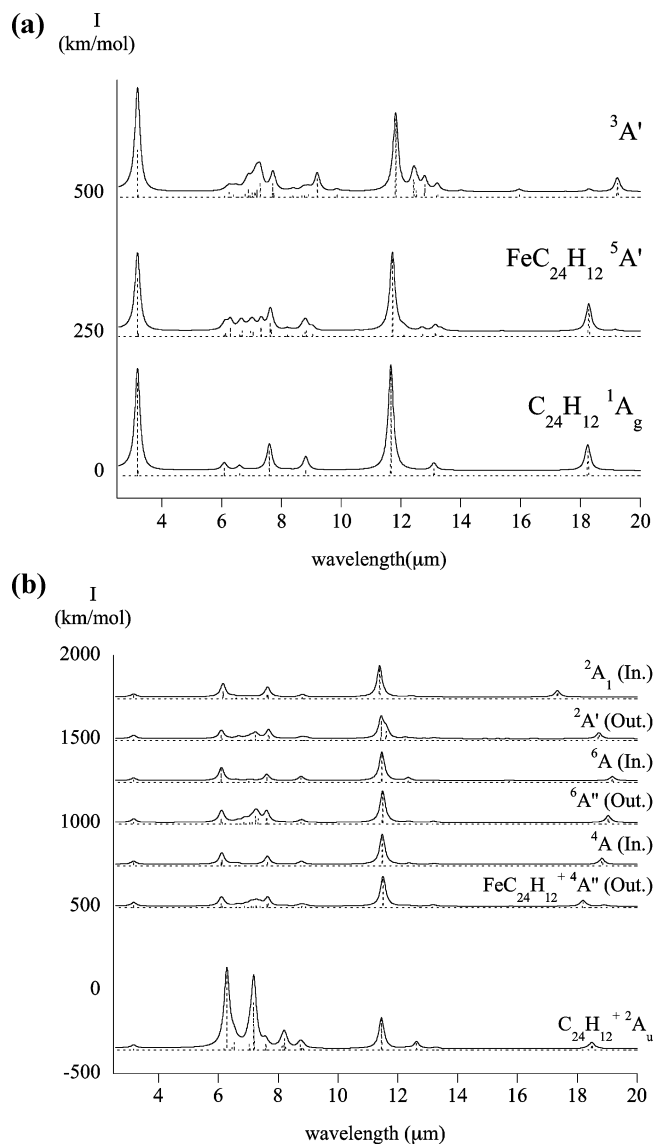 (a)
I
(km/mol)
³A'
500
FeC₂₄H₁₂ ⁵A'
250
C₂₄H₁₂ ¹A_g
0
4 6 8 10 12 14 16 18 20
wavelength(μm)
(b)
I
(km/mol)
2000
²A₁ (In.)
²A' (Out.)
1500
⁶A (In.)
⁶A" (Out.)
1000
⁴A (In.)
FeC₂₄H₁₂⁺ ⁴A" (Out.)
500
0
C₂₄H₁₂⁺ ²A_u
-500
4 6 8 10 12 14 16 18 20
wavelength (μm)